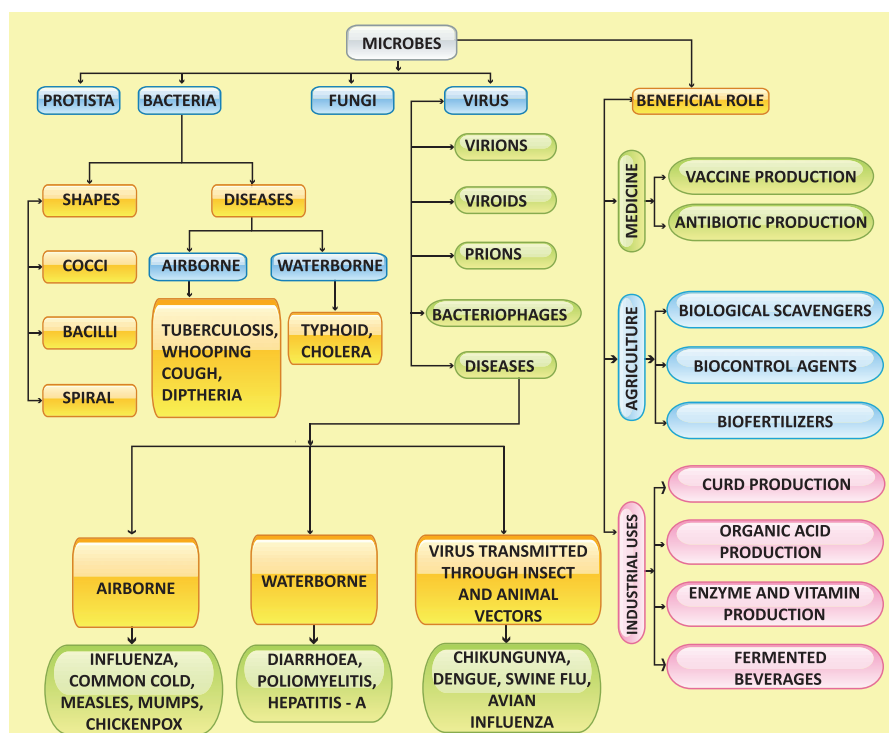 MICROBES
PROTISTA
BACTERIA
FUNGI
VIRUS
BENEFICIAL ROLE
SHAPES
COCCI
BACILLI
SPIRAL
DISEASES
AIRBORNE
TUBERCULOSIS,
WHOOPING
COUGH,
DIPTHERIA
WATERBORNE
TYPHOID,
CHOLERA
VIRIONS
VIROIDS
PRIONS
BACTERIOPHAGES
DISEASES
AIRBORNE
INFLUENZA,
COMMON COLD,
MEASLES, MUMPS,
CHICKENPOX
WATERBORNE
DIARRHOEA,
POLIOMYELITIS,
HEPATITIS - A
VIRUS TRANSMITTED
THROUGH INSECT
AND ANIMAL
VECTORS
CHIKUNGUNYA,
DENGUE, SWINE FLU,
AVIAN
INFLUENZA
MEDICINE
VACCINE PRODUCTION
ANTIBIOTIC PRODUCTION
AGRICULTURE
BIOLOGICAL SCAVENGERS
BIOCONTROL AGENTS
BIOFERTILIZERS
INDUSTRIAL USES
CURD PRODUCTION
ORGANIC ACID
PRODUCTION
ENZYME AND VITAMIN
PRODUCTION
FERMENTED
BEVERAGES